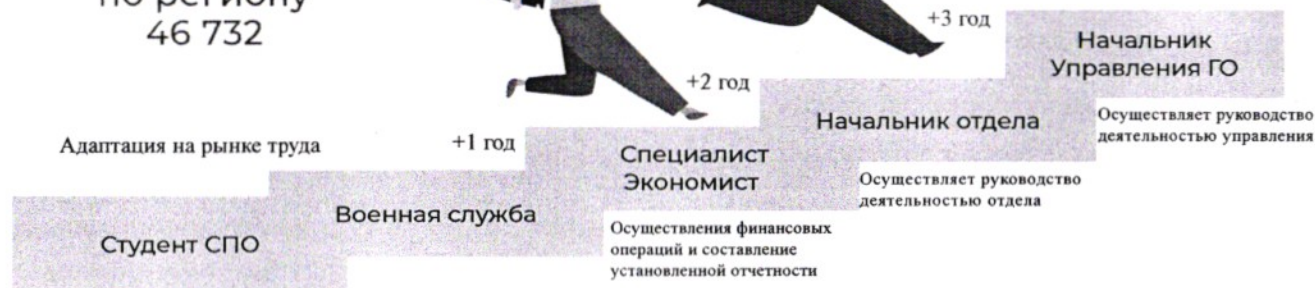 по региону
46 732
+3 год
Начальник
Управления ГО
+2 год
Осуществляет руководство
деятельностью управления
Начальник отдела
Адаптация на рынке труда
+1 год
Специалист
Экономист
Осуществляет руководство
деятельностью отдела
Военная служба
Осуществления финансовых
операций и составление
установленной отчетности
Студент СПО